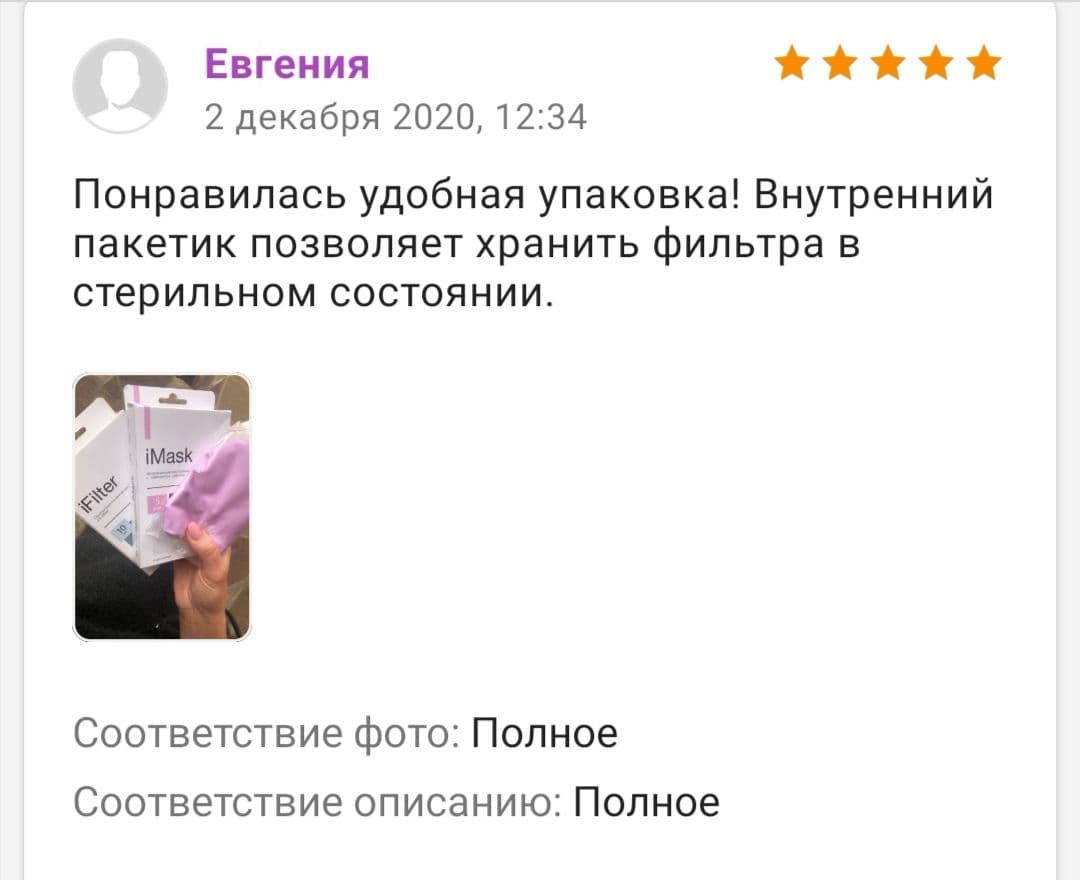 Евгения
2 декабря 2020, 12:34
Понравилась удобная упаковка! Внутренний
пакетик позволяет хранить фильтра в
стерильном состоянии.
iMask
iFilter
10
Соответствие фото: Полное
Соответствие описанию: Полное